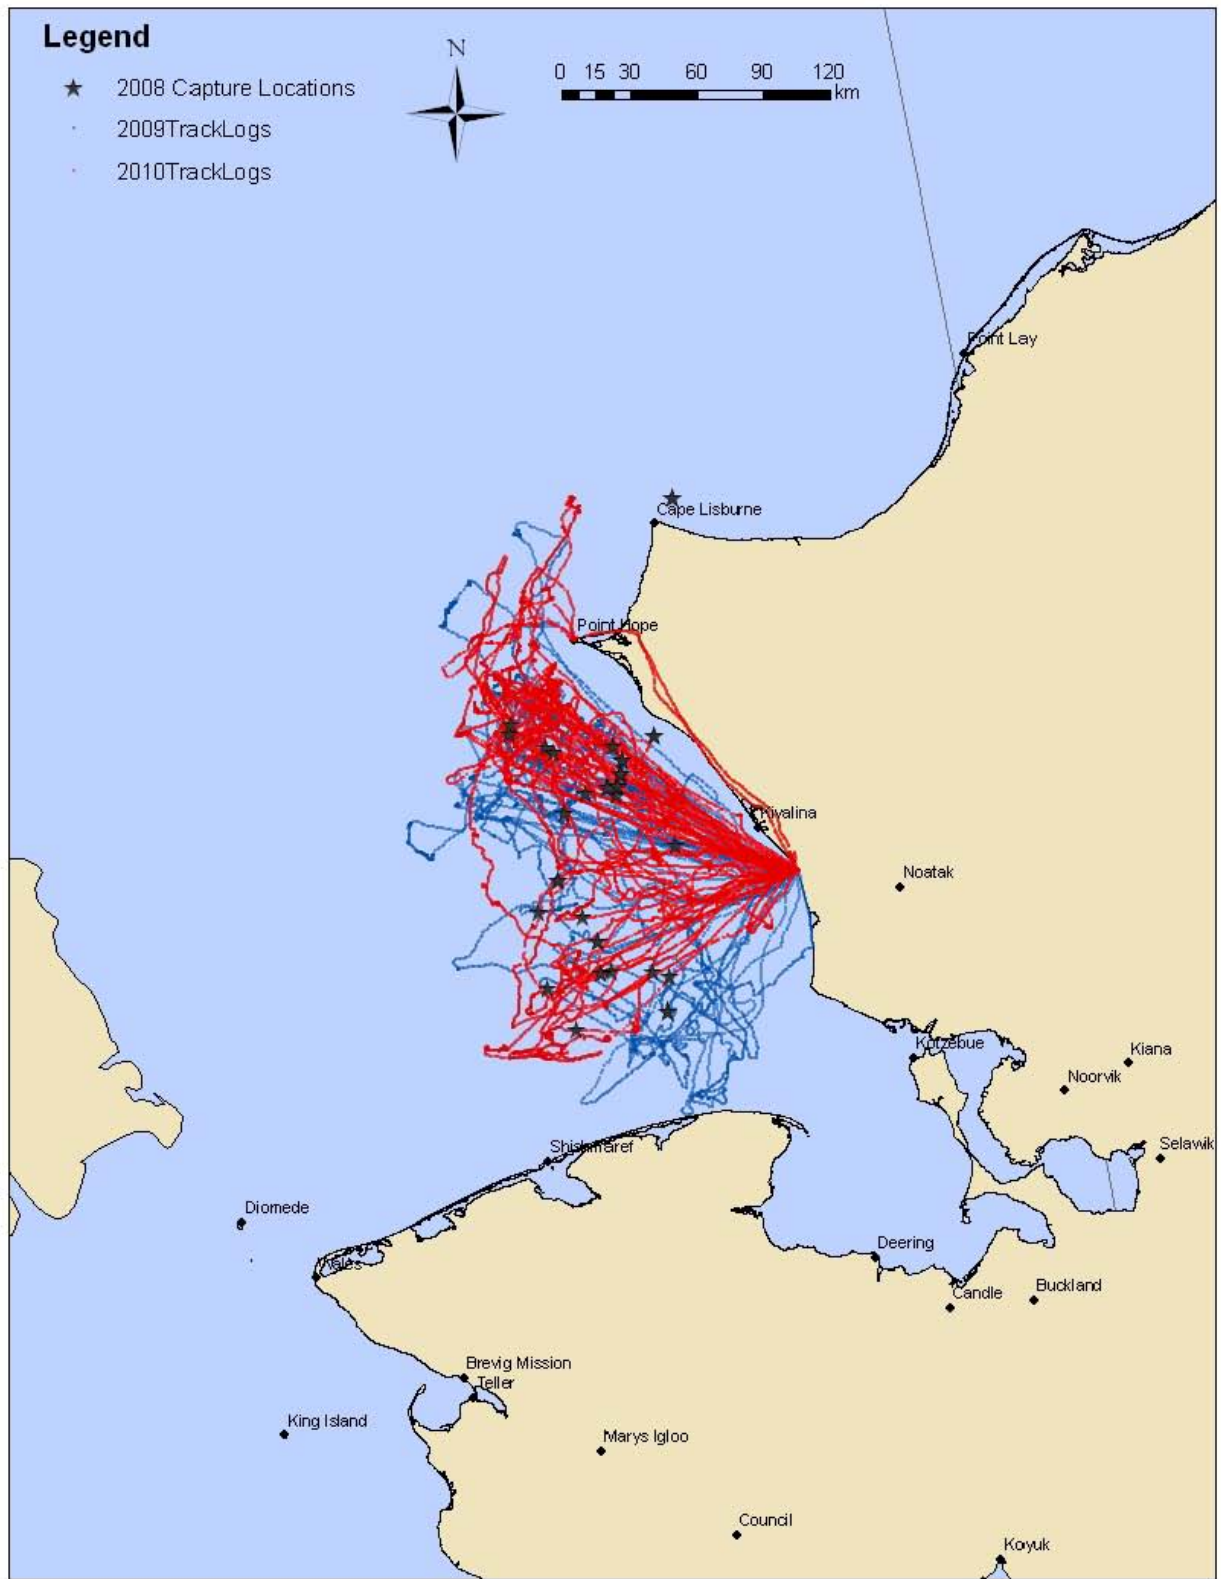 Legend
2008 Capture Locations
2009TrackLogs
2010TrackLogs
N
0 15 30 60 90 120
km
Point Lay
Cape Lisburne
Point Hope
Kivalina
Noatak
Kotzebue
Kiana
Noorvik
Selawik
Shishmaref
Diomede
Wales
Deering
Candle
Buckland
Brevig Mission
Teller
King Island
Marys Igloo
Council
Koyuk